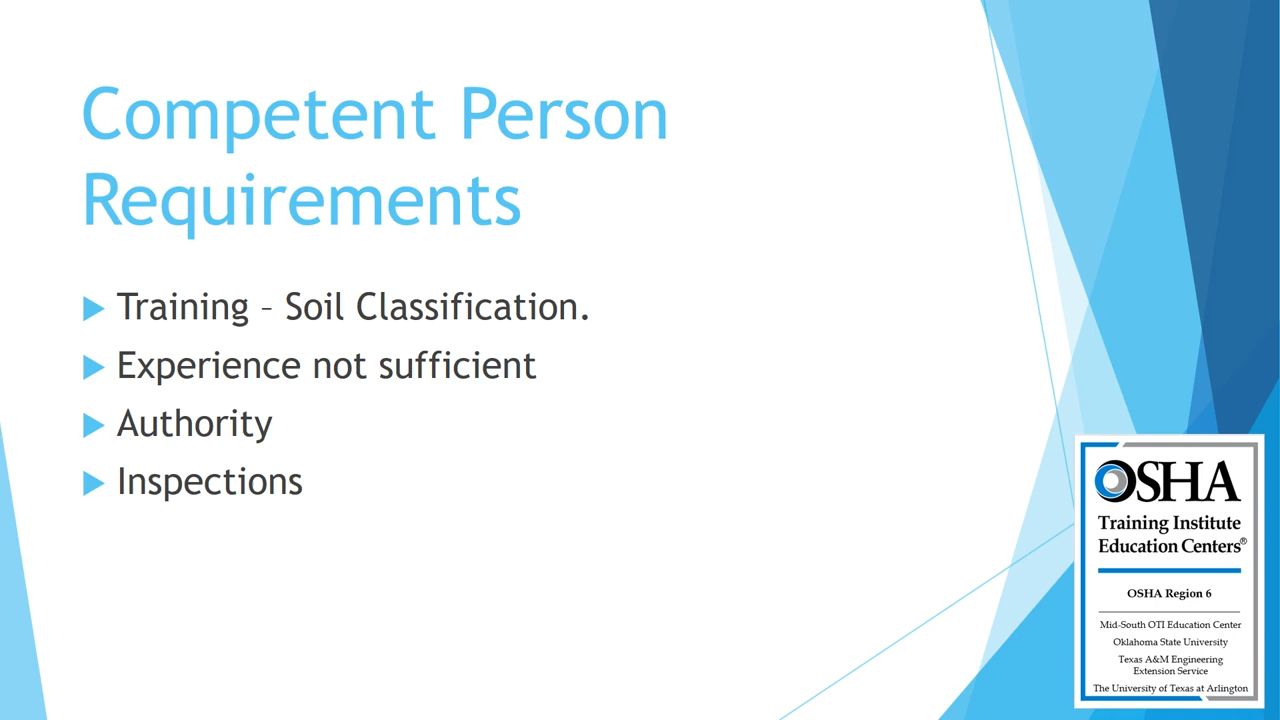 Competent Person
Requirements
Training – Soil Classification.
Experience not sufficient
Authority
Inspections
OSHA
Training Institute
Education Centers®
OSHA Region 6
Mid-South OTI Education Center
Oklahoma State University
Texas A&M Engineering
Extension Service
The University of Texas at Arlington